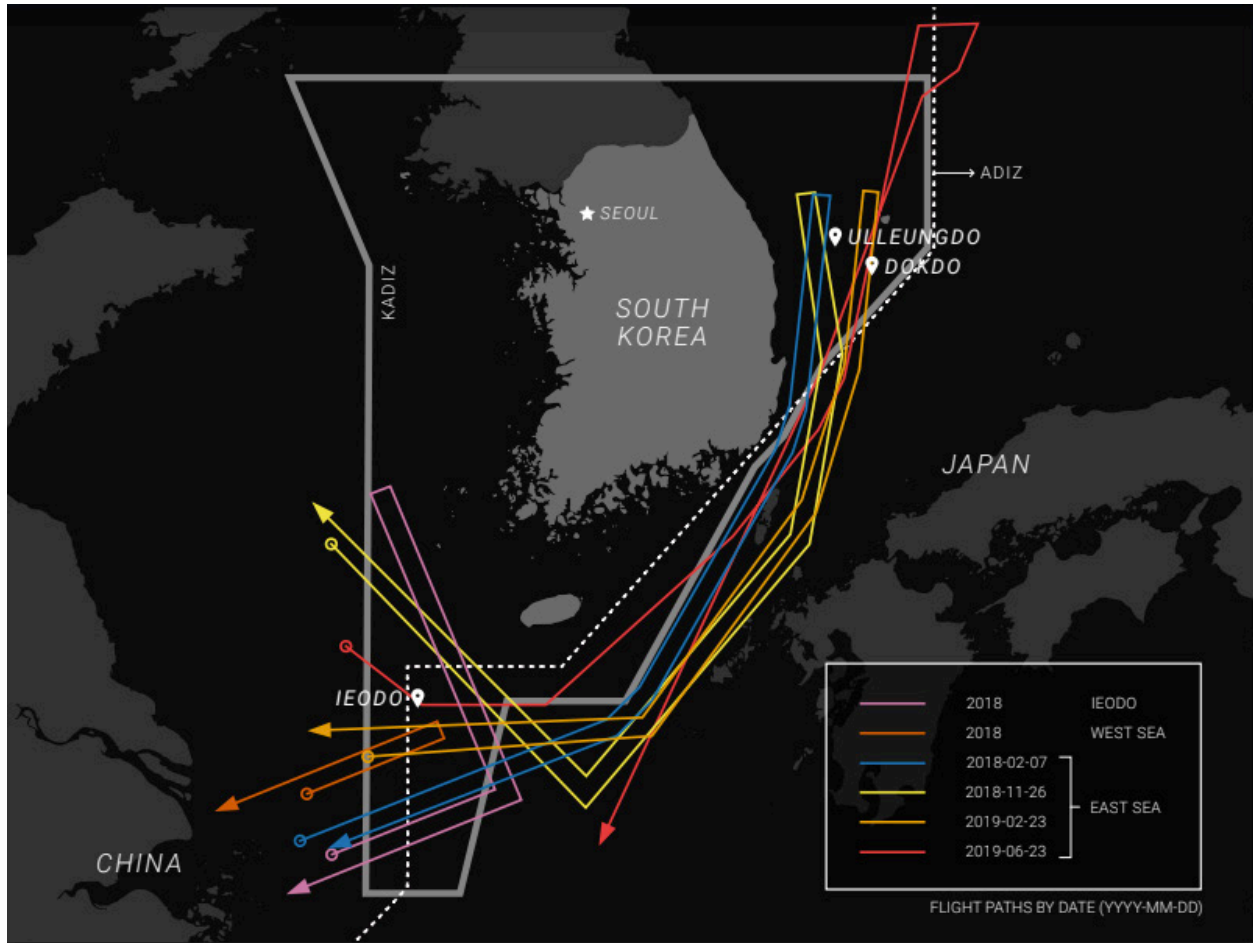 ADIZ
SEOUL
ULLEUNGDO
DOKDO
KADIZ
SOUTH
KOREA
JAPAN
IEODO
CHINA
2018 IEODO
2018 WEST SEA
2018-02-07
2018-11-26
2019-02-23
2019-06-23
EAST SEA
FLIGHT PATHS BY DATE (YYYY-MM-DD)